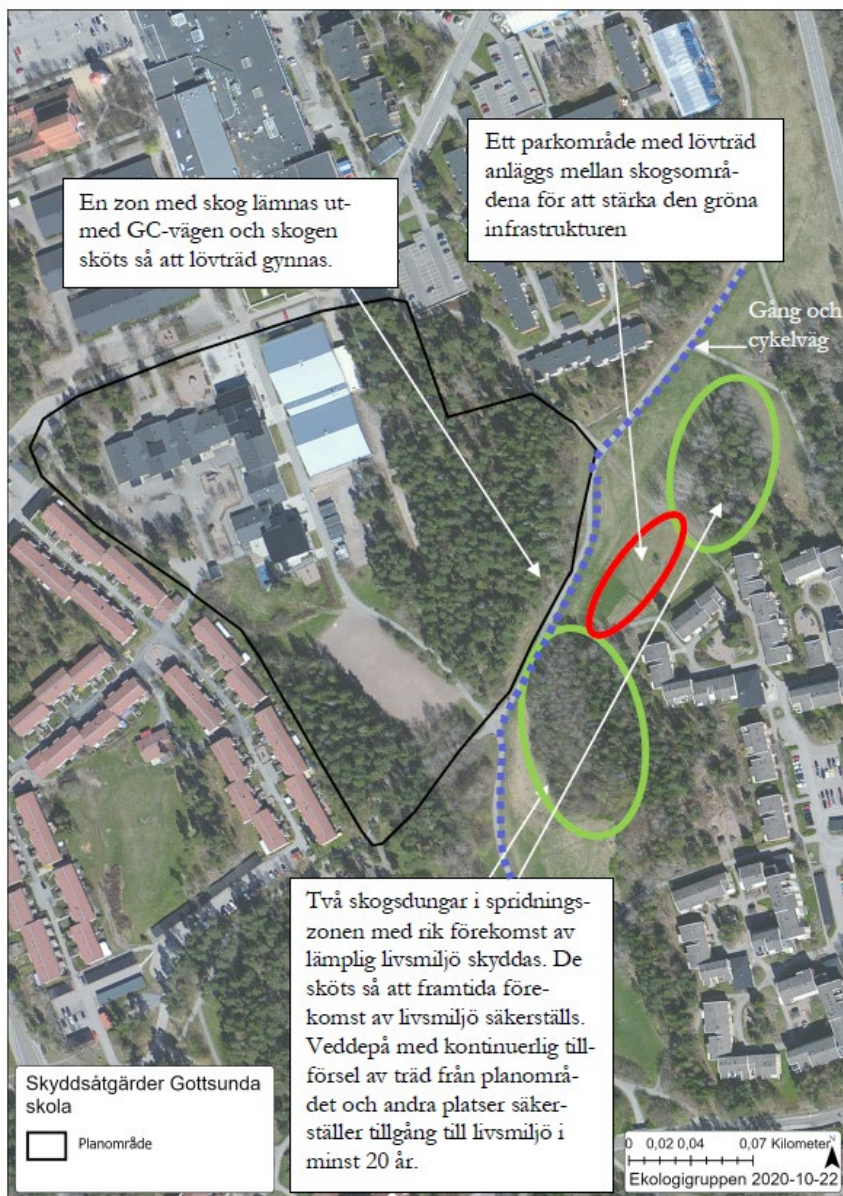 Ett parkområde med lövträd
anläggs mellan skogsområ-
dena för att stärka den gröna
infrastrukturen
En zon med skog lämnas ut-
med GC-vägen och skogen
sköts så att lövträd gynnas.
Gång och
cykelväg
Två skogsdungar i spridnings-
zonen med rik förekomst av
lämplig livsmiljö skyddas. De
sköts så att framtida före-
komst av livsmiljö säkerställs.
Veddepå med kontinuerlig till-
försel av träd från planområ-
det och andra platser säker-
ställer tillgång till livsmiljö i
minst 20 år.
Skyddsåtgärder Gottsunda
skola
Planområde
0 0,02 0,04 0,07 Kilometer
N
Ekologigruppen 2020-10-22